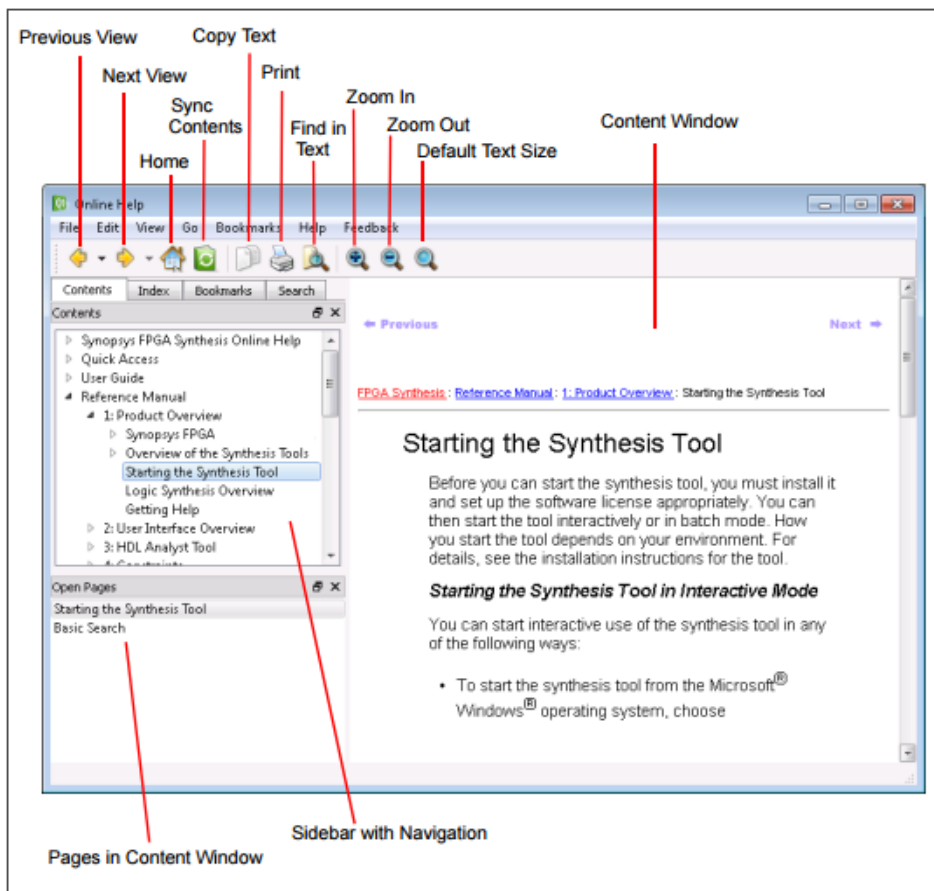 Previous View
Copy Text
Next View
Print
Sync
Contents
Zoom In
Find in
Text
Zoom Out
Content Window
Home
Default Text Size
Online Help
File Edit View Go Bookmarks Help Feedback
Contents Index Bookmarks Search
Contents
Synopsys FPGA Synthesis Online Help
Quick Access
User Guide
Reference Manual
1: Product Overview
Synopsys FPGA
Overview of the Synthesis Tools
Starting the Synthesis Tool
Logic Synthesis Overview
Getting Help
2: User Interface Overview
3: HDL Analyst Tool
4: Constraints
Open Pages
Starting the Synthesis Tool
Basic Search
Previous Next
FPGA Synthesis : Reference Manual : 1: Product Overview : Starting the Synthesis Tool
Starting the Synthesis Tool
Before you can start the synthesis tool, you must install it
and set up the software license appropriately. You can
then start the tool interactively or in batch mode. How
you start the tool depends on your environment. For
details, see the installation instructions for the tool.
Starting the Synthesis Tool in Interactive Mode
You can start interactive use of the synthesis tool in any
of the following ways:
• To start the synthesis tool from the Microsoft®
Windows® operating system, choose
Sidebar with Navigation
Pages in Content Window